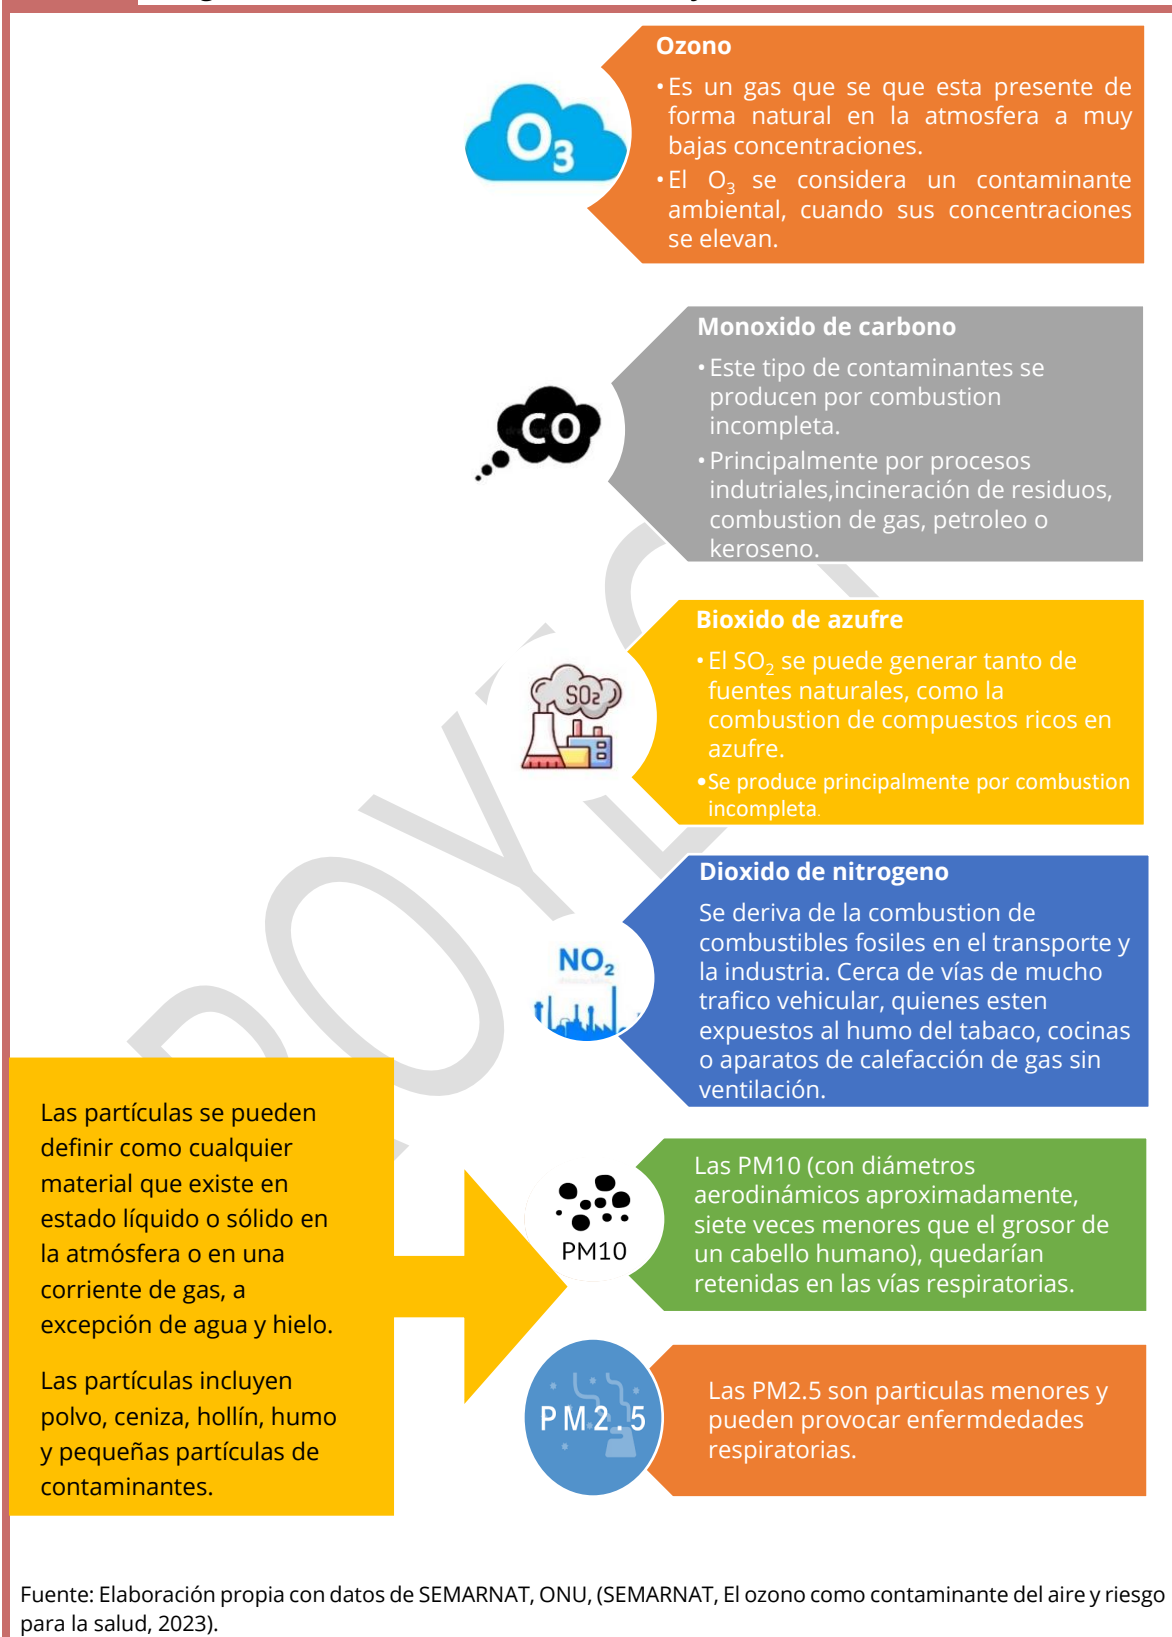 O3
Ozono
•Es un gas que se que esta presente de
forma natural en la atmosfera a muy
bajas concentraciones.
•El O3 se considera un contaminante
ambiental, cuando sus concentraciones
se elevan.
CO
Monoxido de carbono
•Este tipo de contaminantes se
producen por combustion
incompleta.
•Principalmente por procesos
indutriales,incineración de residuos,
combustion de gas, petroleo o
keroseno.
SO2
Bioxido de azufre
•El SO2 se puede generar tanto de
fuentes naturales, como la
combustion de compuestos ricos en
azufre.
•Se produce principalmente por combustion
incompleta.
NO2
Dioxido de nitrogeno
Se deriva de la combustion de
combustibles fosiles en el transporte y
la industria. Cerca de vías de mucho
trafico vehicular, quienes esten
expuestos al humo del tabaco, cocinas
o aparatos de calefacción de gas sin
ventilación.
Las partículas se pueden
definir como cualquier
material que existe en
estado líquido o sólido en
la atmósfera o en una
corriente de gas, a
excepción de agua y hielo.
Las partículas incluyen
polvo, ceniza, hollín, humo
y pequeñas partículas de
contaminantes.
PM10
Las PM10 (con diámetros
aerodinámicos aproximadamente,
siete veces menores que el grosor de
un cabello humano), quedarían
retenidas en las vías respiratorias.
PM2.5
Las PM2.5 son particulas menores y
pueden provocar enfermdedades
respiratorias.
Fuente: Elaboración propia con datos de SEMARNAT, ONU, (SEMARNAT, El ozono como contaminante del aire y riesgo
para la salud, 2023).